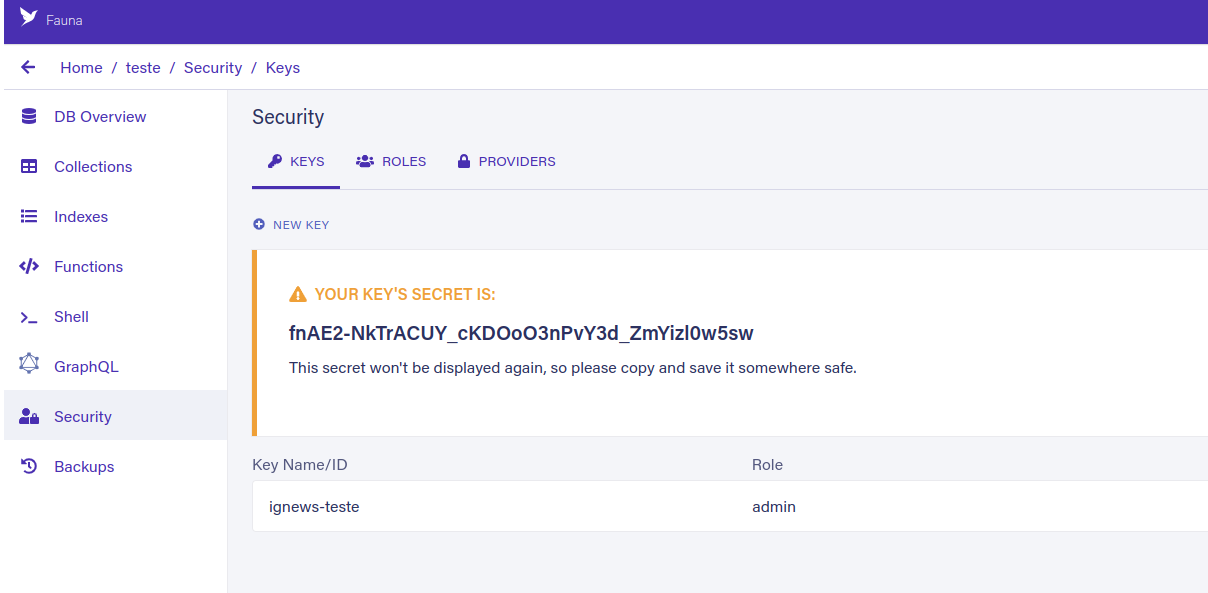 Fauna
Home / teste / Security / Keys
DB Overview
Collections
Indexes
Functions
Shell
GraphQL
Security
Backups
Security
KEYS ROLES PROVIDERS
NEW KEY
YOUR KEY'S SECRET IS:
fnAE2-NkTrACUY_cKDOoO3nPvY3d_ZmYizl0w5sw
This secret won't be displayed again, so please copy and save it somewhere safe.
Key Name/ID Role
ignews-teste admin